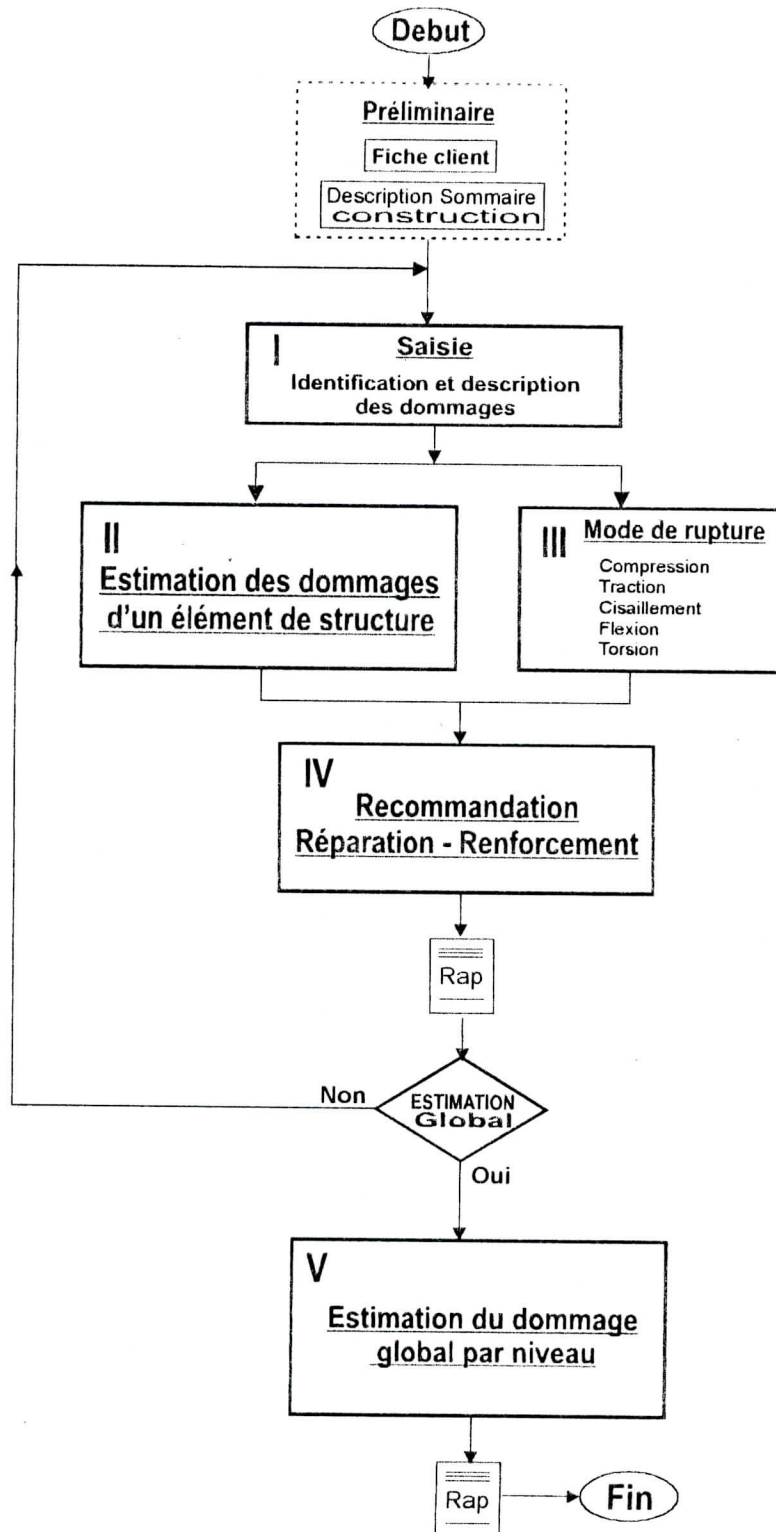 Debut
Préliminaire
Fiche client
Description Sommaire
construction
I
Saisie
Identification et description
des dommages
II
Estimation des dommages
d'un élément de structure
III
Mode de rupture
Compression
Traction
Cisaillement
Flexion
Torsion
IV
Recommandation
Réparation - Renforcement
Rap
Non
ESTIMATION
Global
Oui
V
Estimation du dommage
global par niveau
Rap
Fin